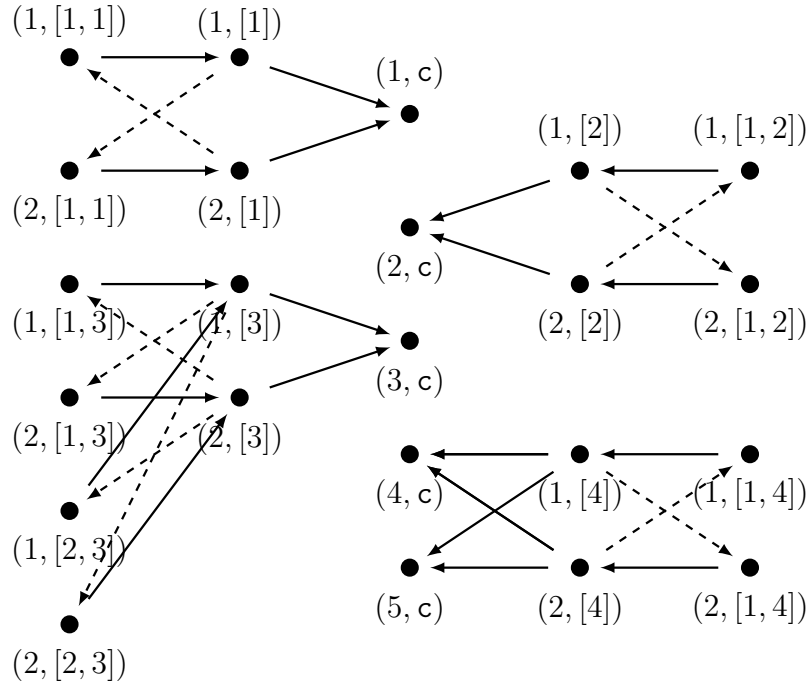 (1, [1, 1])
(1, [1])
(1, c)
(1, [2])
(1, [1, 2])
(2, [1, 1])
(2, [1])
(2, c)
(2, [2])
(2, [1, 2])
(1, [1, 3])
(1, [3])
(3, c)
(2, [1, 3])
(2, [3])
(4, c)
(1, [4])
(1, [1, 4])
(1, [2, 3])
(5, c)
(2, [4])
(2, [1, 4])
(2, [2, 3])